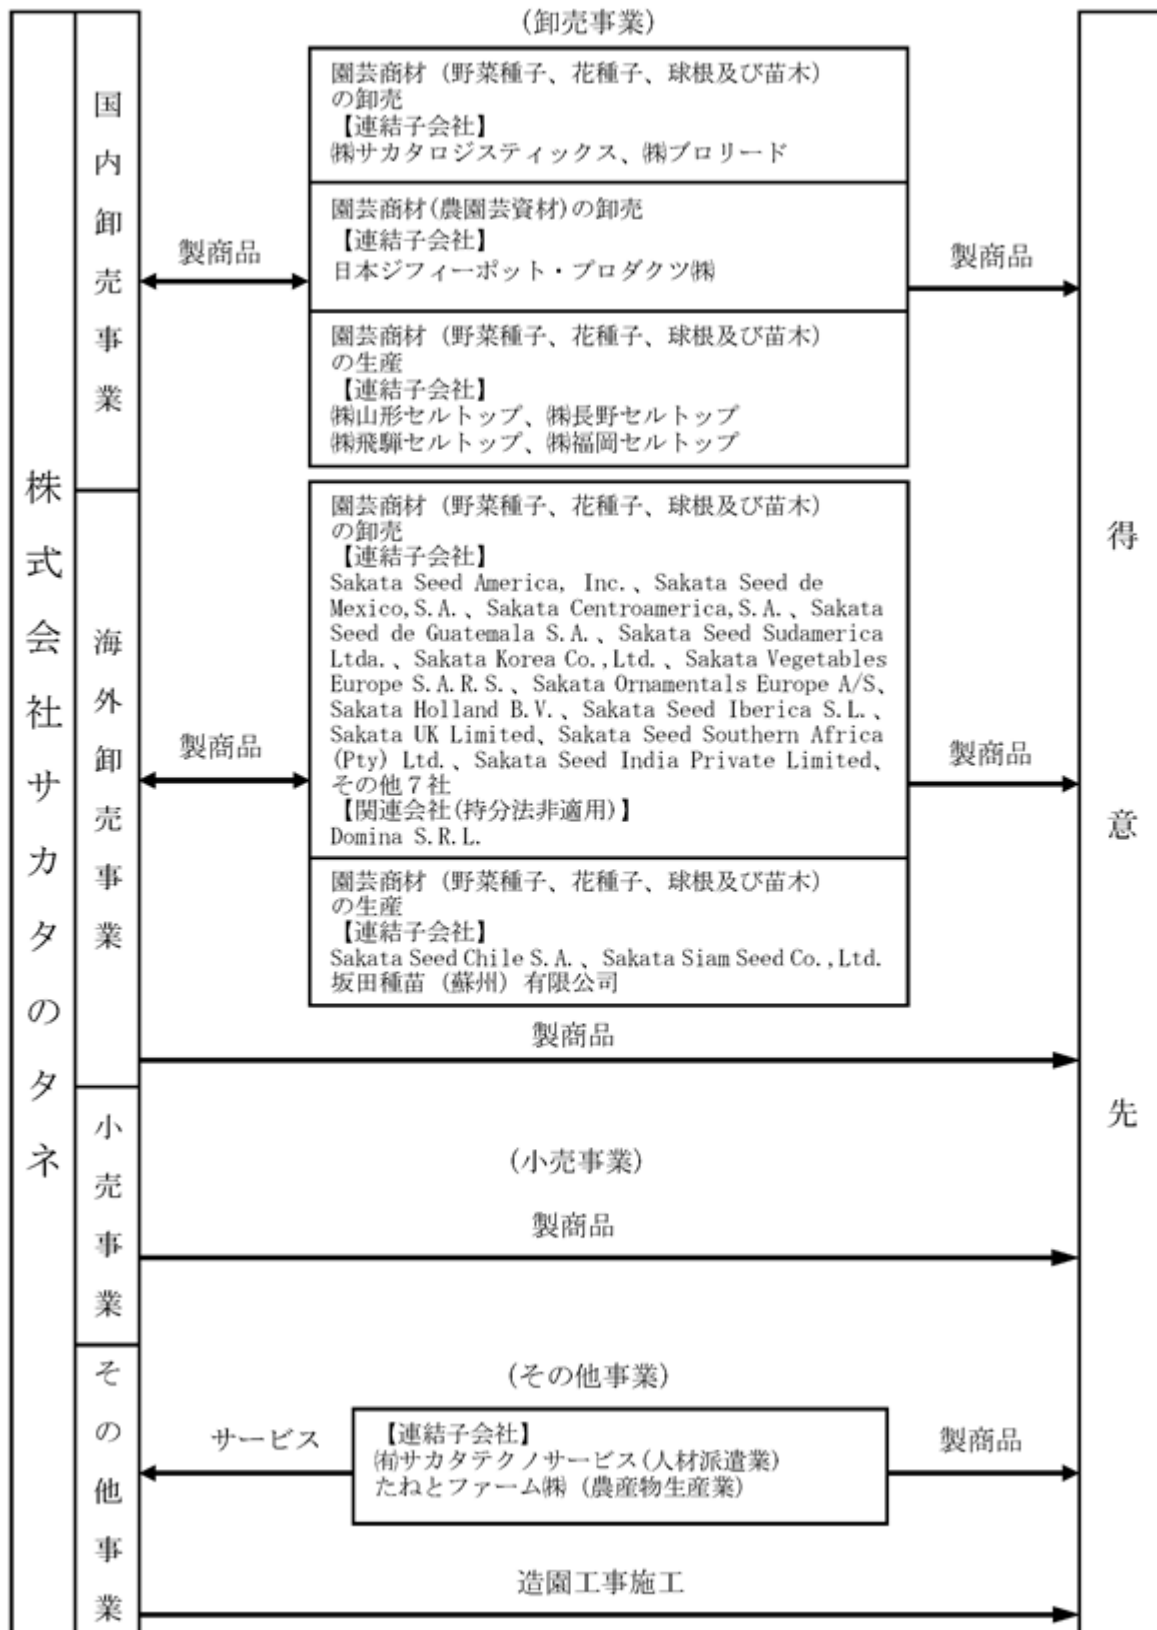 株式会社サカタのタネ
国内卸売事業
海外卸売事業
小売事業
その他事業
(卸売事業)
園芸商材（野菜種子、花種子、球根及び苗木）
の卸売
【連結子会社】
㈱サカタロジスティックス、㈱ブロリード
園芸商材(農園芸資材)の卸売
【連結子会社】
日本ジフィーポット・プロダクツ㈱
園芸商材（野菜種子、花種子、球根及び苗木）
の生産
【連結子会社】
㈱山形セルトップ、㈱長野セルトップ
㈱飛騨セルトップ、㈱福岡セルトップ
製商品
製商品
園芸商材（野菜種子、花種子、球根及び苗木）
の卸売
【連結子会社】
Sakata Seed America, Inc.、Sakata Seed de
Mexico,S.A.、Sakata Centroamerica,S.A.、Sakata
Seed de Guatemala S.A.、Sakata Seed Sudamerica
Ltda.、Sakata Korea Co.,Ltd.、Sakata Vegetables
Europe S.A.R.S.、Sakata Ornamentals Europe A/S、
Sakata Holland B.V.、Sakata Seed Iberica S.L.、
Sakata UK Limited、Sakata Seed Southern Africa
(Pty) Ltd.、Sakata Seed India Private Limited、
その他７社
【関連会社(持分法非適用)】
Domina S.R.L.
園芸商材（野菜種子、花種子、球根及び苗木）
の生産
【連結子会社】
Sakata Seed Chile S.A.、Sakata Siam Seed Co.,Ltd.
坂田種苗（蘇州）有限公司
製商品
製商品
製商品
(小売事業)
製商品
(その他事業)
サービス
【連結子会社】
㈲サカタテクノサービス(人材派遣業)
たねとファーム㈱（農産物生産業）
製商品
造園工事施工
得意先